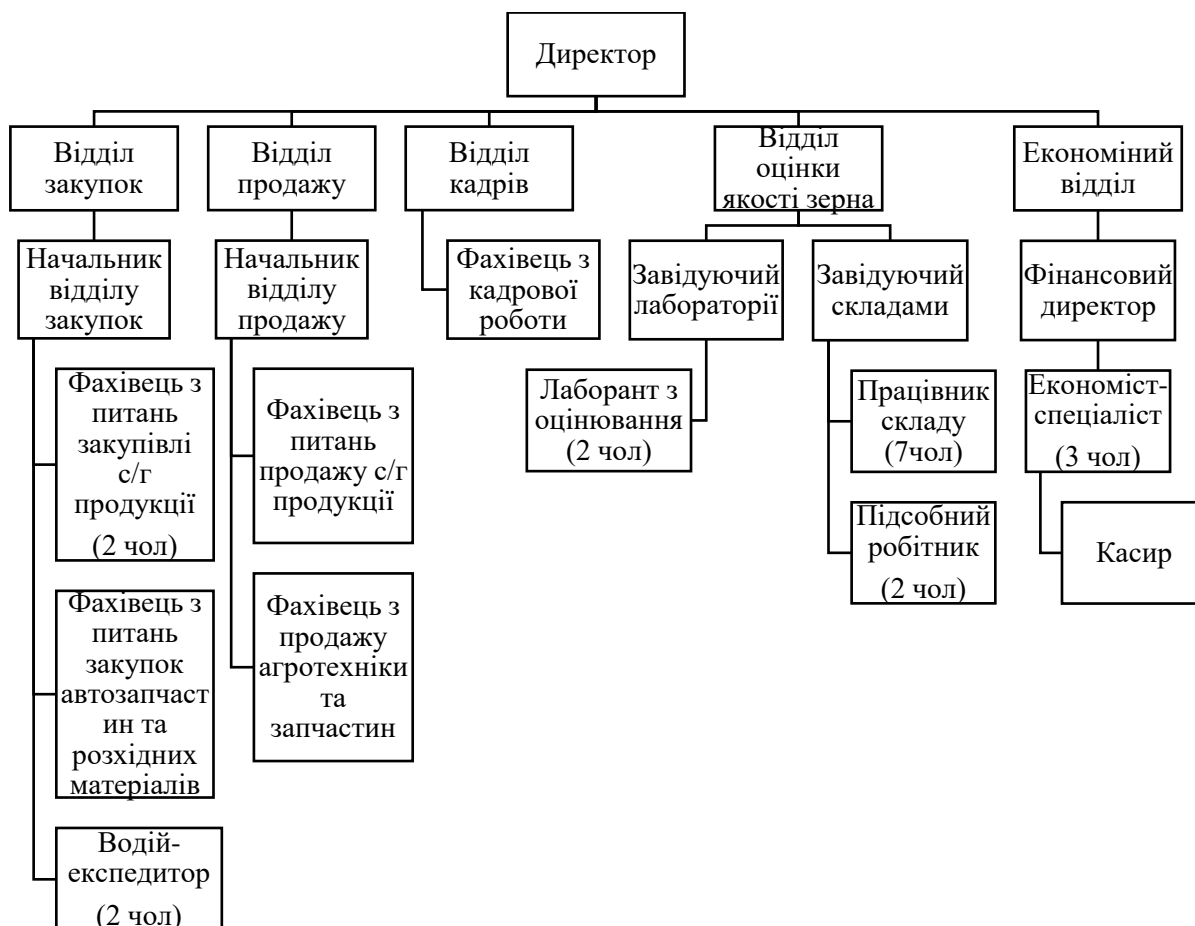 Директор
Відділ
закупок
Відділ
продажу
Відділ
кадрів
Відділ
оцінки
якості зерна
Економіний
відділ
Начальник
відділу
закупок
Начальник
відділу
продажу
Фахівець з
кадрової
роботи
Завідуючий
лабораторії
Завідуючий
складами
Фінансовий
директор
Фахівець з
питань
закупівлі
с/г
продукції
(2 чол)
Фахівець з
питань
продажу с/г
продукції
Лаборант з
оцінювання
(2 чол)
Працівник
складу
(7чол)
Економіст-
спеціаліст
(3 чол)
Підсобний
робітник
(2 чол)
Касир
Фахівець з
питань
закупок
автозапчаст
ин та
розхідних
матеріалів
Фахівець з
продажу
агротехніки
та
запчастин
Водій-
експедитор
(2 чол)